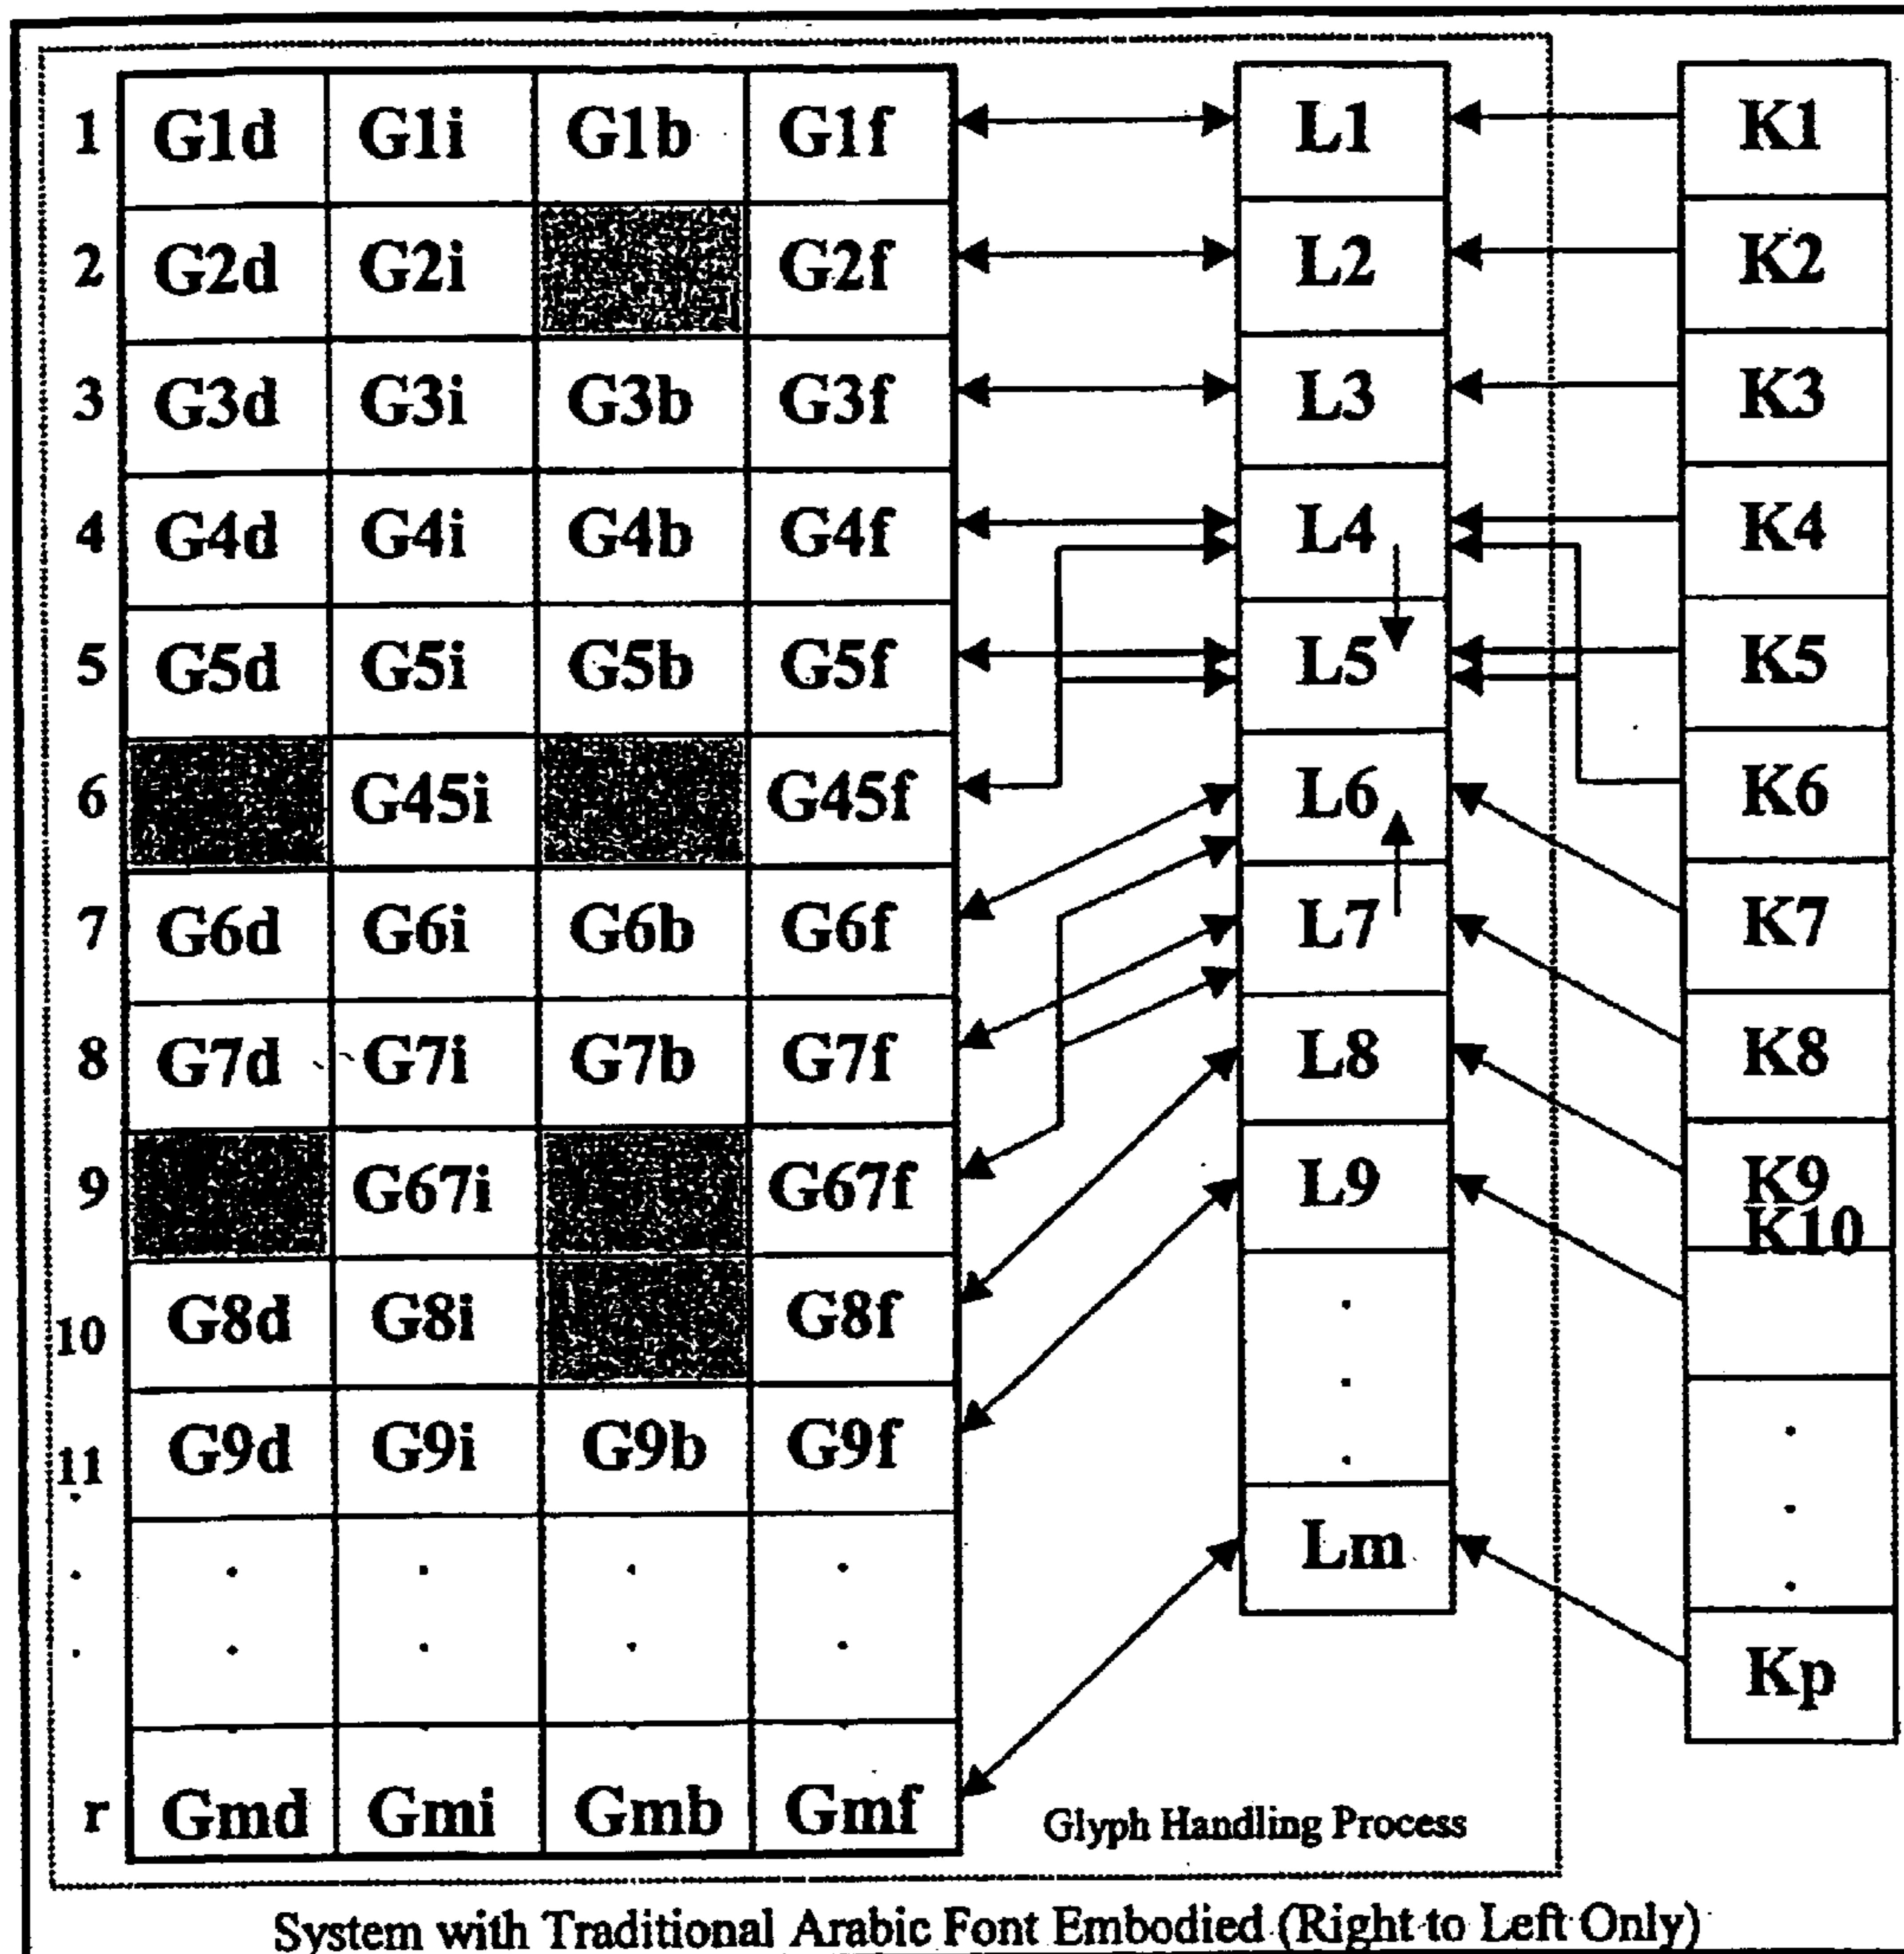 1 G1d G1i G1b G1f L1 K1
2 G2d G2i G2f L2 K2
3 G3d G3i G3b G3f L3 K3
4 G4d G4i G4b G4f L4 K4
5 G5d G5i G5b G5f L5 K5
6 G45i G45f L6 K6
7 G6d G6i G6b G6f L7 K7
8 G7d G7i G7b G7f L8 K8
9 G67i G67f L9 K9
K10
10 G8d G8i G8f
11 G9d G9i G9b G9f
Lm
Kp
r Gmd Gmi Gmb Gmf
Glyph Handling Process
System with Traditional Arabic Font Embodied (Right to Left Only)